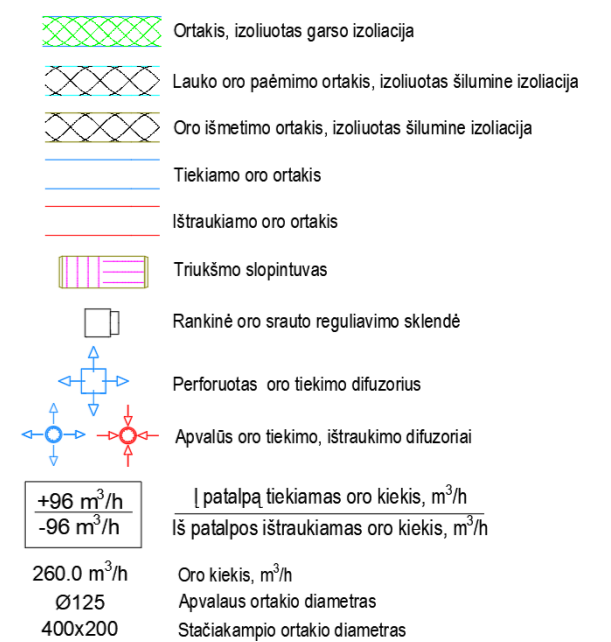 Ortakis, izoliuotas garso izoliacija
Lauko oro paėmimo ortakis, izoliuotas šilumine izoliacija
Oro išmetimo ortakis, izoliuotas šilumine izoliacija
Tiekiamo oro ortakis
Ištraukiamo oro ortakis
Triukšmo slopintuvas
Rankinė oro srauto reguliavimo sklendė
Perforuotas oro tiekimo difuzorius
Apvalūs oro tiekimo, ištraukimo difuzoriai
+96 m³/h Į patalpą tiekiamas oro kiekis, m³/h
-96 m³/h Iš patalpos ištraukiamas oro kiekis, m³/h
260.0 m³/h Oro kiekis, m³/h
Ø125 Apvalaus ortakio diametras
400x200 Stačiakampio ortakio diametras